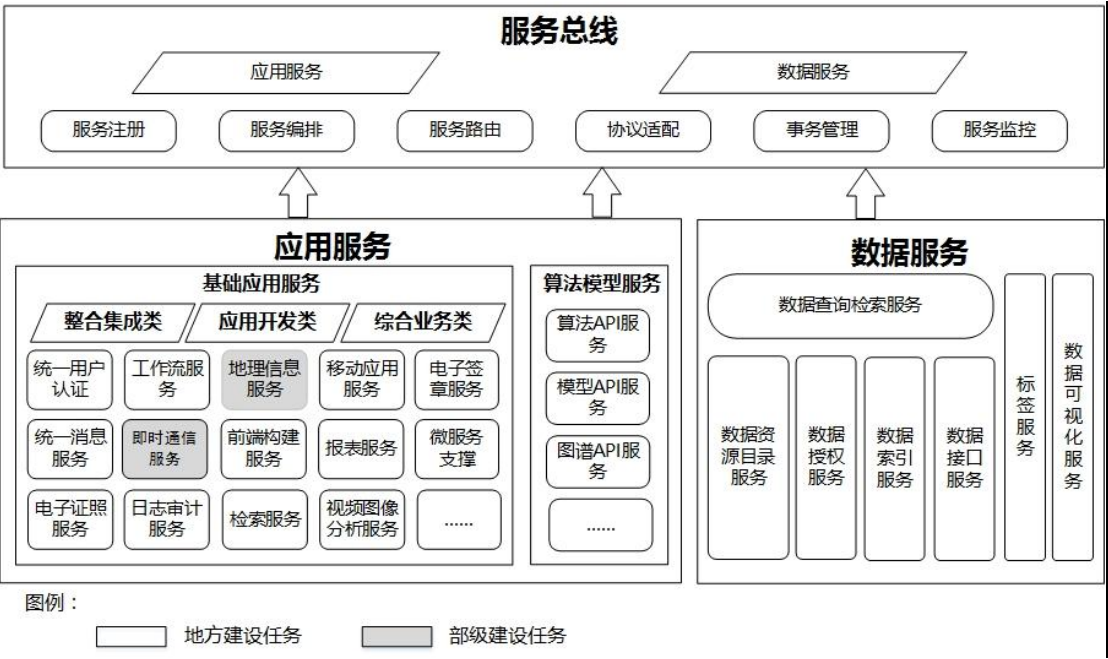 服务总线
应用服务
数据服务
服务注册
服务编排
服务路由
协议适配
事务管理
服务监控
应用服务
基础应用服务
整合集成类
应用开发类
综合业务类
统一用户
认证
工作流服
务
地理信息
服务
移动应用
服务
电子签
章服务
统一消息
服务
即时通信
服务
前端构建
服务
报表服务
微服务
支撑
电子证照
服务
日志审计
服务
检索服务
视频图像
分析服务
......
算法模型服务
算法API服
务
模型API服
务
图谱API服
务
......
数据服务
数据查询检索服务
数据资
源目录
服务
数据
授权
服务
数据
索引
服务
数据
接口
服务
标签服务
数据可视化服务
图例：
地方建设任务
部级建设任务